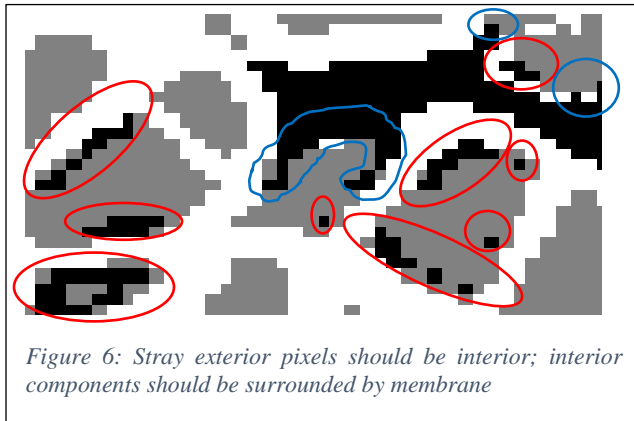 Figure 6: Stray exterior pixels should be interior; interior
components should be surrounded by membrane